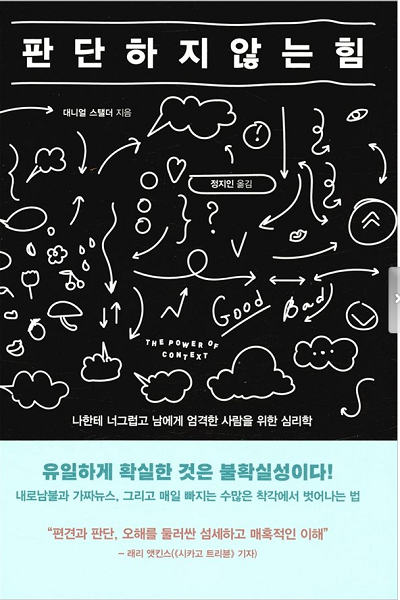 판단하지 않는 힘
대니얼 스탤더 지음
정지인 옮김
Good Bad
THE POWER OF
CONTEXT
나한테 너그럽고 남에게 엄격한 사람을 위한 심리학
유일하게 확실한 것은 불확실성이다!
내로남불과 가짜뉴스, 그리고 매일 빠지는 수많은 착각에서 벗어나는 법
“편견과 판단, 오해를 둘러싼 섬세하고 매혹적인 이해”
– 래리 앳킨스(《시카고 트리뷴》 기자)